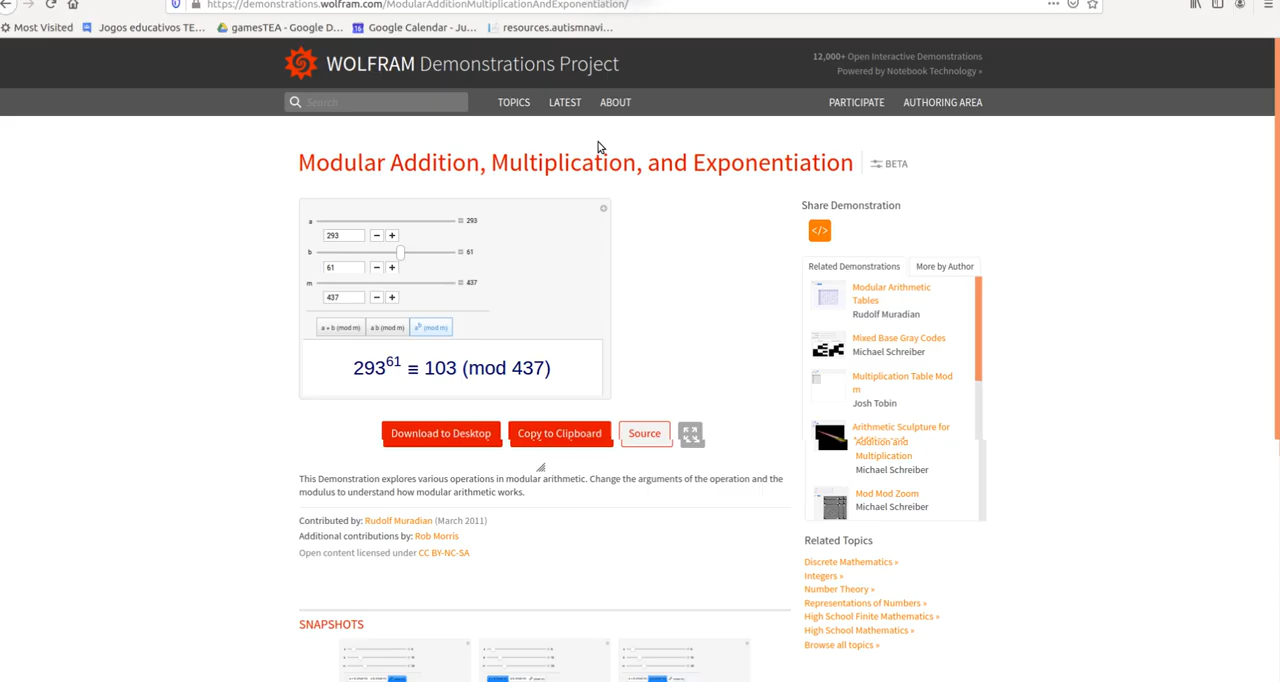 https://demonstrations.wolfram.com/ModularAdditionMultiplicationAndExponentiation/
Most Visited Jogos educativos TE... gamesTEA - Google D... Google Calendar - Ju... resources.autismnavi...
WOLFRAM Demonstrations Project
12,000+ Open Interactive Demonstrations
Powered by Notebook Technology »
Search TOPICS LATEST ABOUT PARTICIPATE AUTHORING AREA
Modular Addition, Multiplication, and Exponentiation BETA
a 293
293 − +
b 61
61 − +
m 437
437 − +
a + b (mod m) a b (mod m) a^b (mod m)
293^61 ≡ 103 (mod 437)
Download to Desktop Copy to Clipboard Source
This Demonstration explores various operations in modular arithmetic. Change the arguments of the operation and the
modulus to understand how modular arithmetic works.
Contributed by: Rudolf Muradian (March 2011)
Additional contributions by: Rob Morris
Open content licensed under CC BY-NC-SA
SNAPSHOTS
Share Demonstration
</>
Related Demonstrations More by Author
Modular Arithmetic
Tables
Rudolf Muradian
Mixed Base Gray Codes
Michael Schreiber
Multiplication Table Mod
m
Josh Tobin
Arithmetic Sculpture for
Addition and
Multiplication
Michael Schreiber
Mod Mod Zoom
Michael Schreiber
Related Topics
Discrete Mathematics »
Integers »
Number Theory »
Representations of Numbers »
High School Finite Mathematics »
High School Mathematics »
Browse all topics »